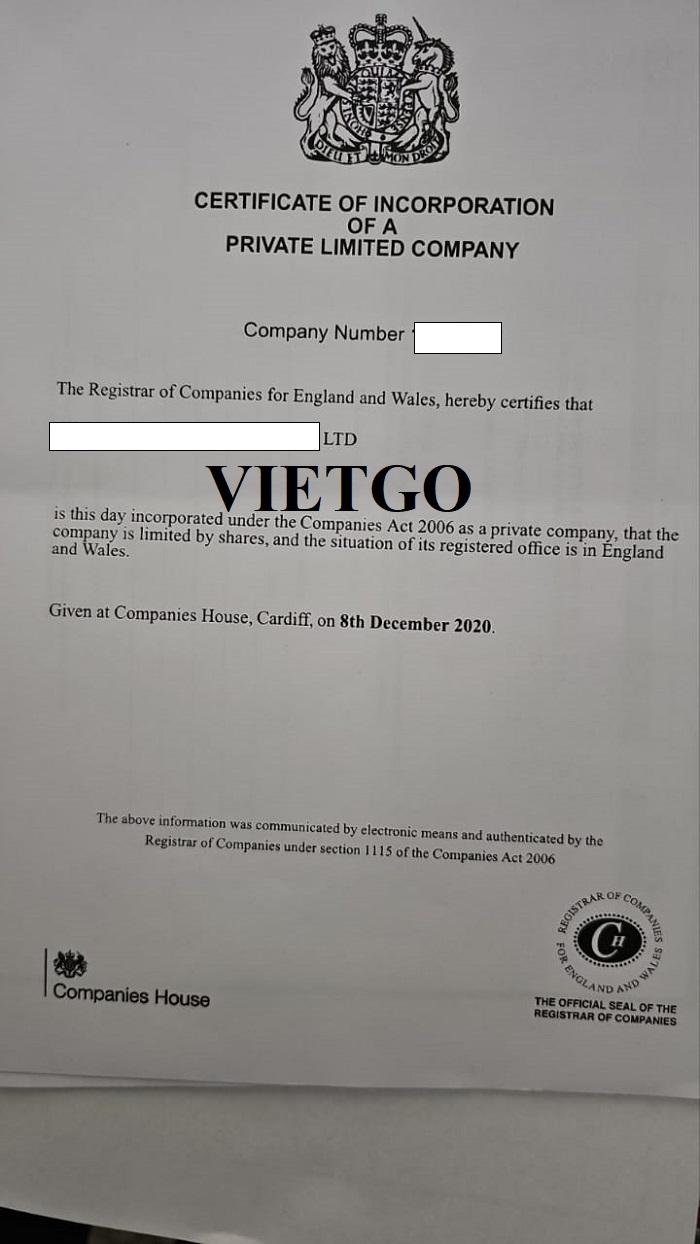 DIEU ET MON DROIT
CERTIFICATE OF INCORPORATION
OF A
PRIVATE LIMITED COMPANY
Company Number
The Registrar of Companies for England and Wales, hereby certifies that
LTD
VIETGO
is this day incorporated under the Companies Act 2006 as a private company, that the
company is limited by shares, and the situation of its registered office is in England
and Wales.
Given at Companies House, Cardiff, on 8th December 2020.
The above information was communicated by electronic means and authenticated by the
Registrar of Companies under section 1115 of the Companies Act 2006
REGISTRAR OF COMPANIES
FOR ENGLAND AND WALES
CH
Companies House
THE OFFICIAL SEAL OF THE
REGISTRAR OF COMPANIES